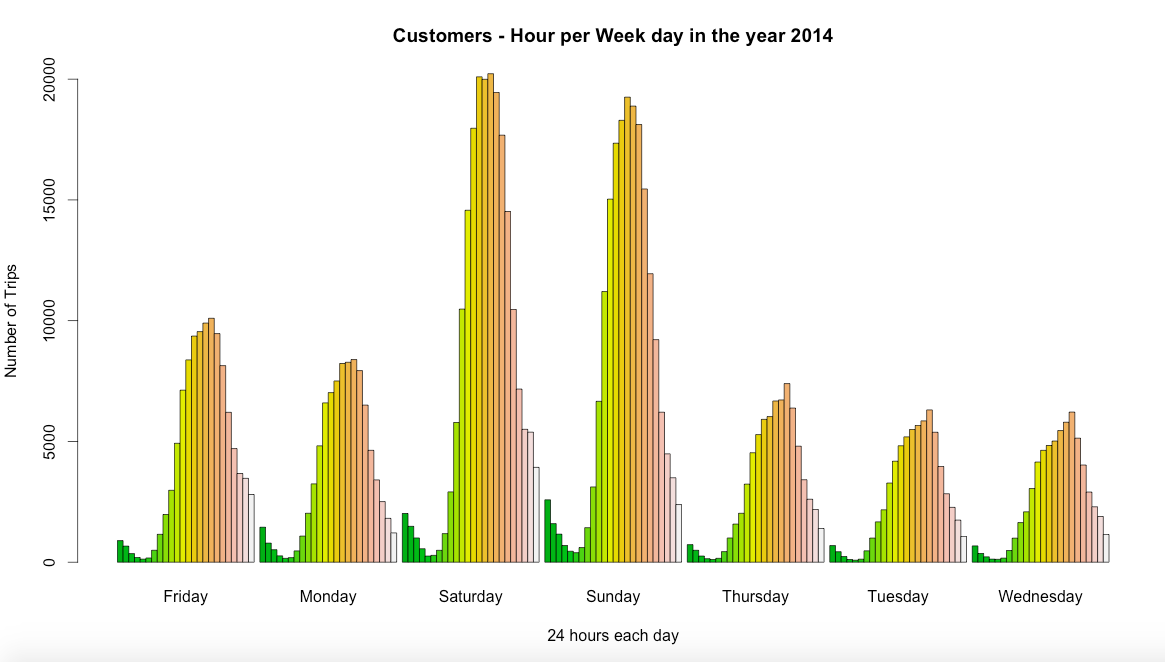 Customers - Hour per Week day in the year 2014
Number of Trips
20000
15000
10000
5000
0
Friday Monday Saturday Sunday Thursday Tuesday Wednesday
24 hours each day